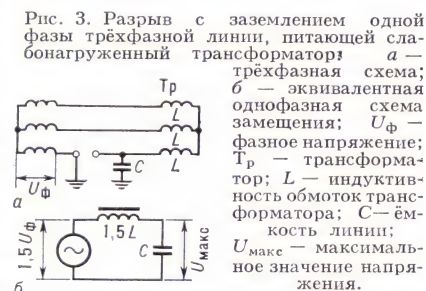 Рис. 3. Разрыв с заземлением одной
фазы трёхфазной линии, питающей сла-
бонагруженный трансформатор: а —
трёхфазная схема;
б — эквивалентная
однофазная схема
замещения; Uф —
фазное напряжение;
Тр — трансформа-
тор; L — индуктив-
ность обмоток транс-
форматора; C — ём-
кость линии;
Uмакс — максималь-
ное значение напря-
жения.
Тр
L
L
L
C
Uф
а
1,5Uф
1,5L
C
Uмакс
б